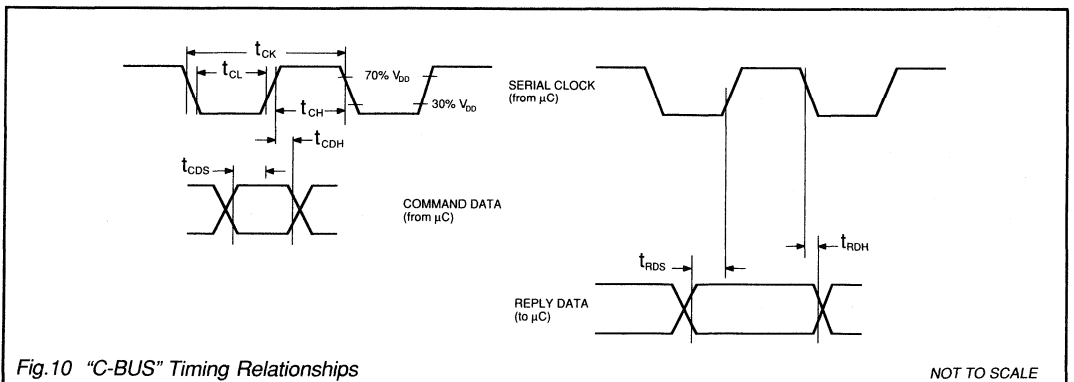 tCK
tCL
70% VDD
30% VDD
tCH
tCDH
tCDS
SERIAL CLOCK
(from μC)
COMMAND DATA
(from μC)
tRDH
tRDS
REPLY DATA
(to μC)
Fig.10 "C-BUS" Timing Relationships
NOT TO SCALE